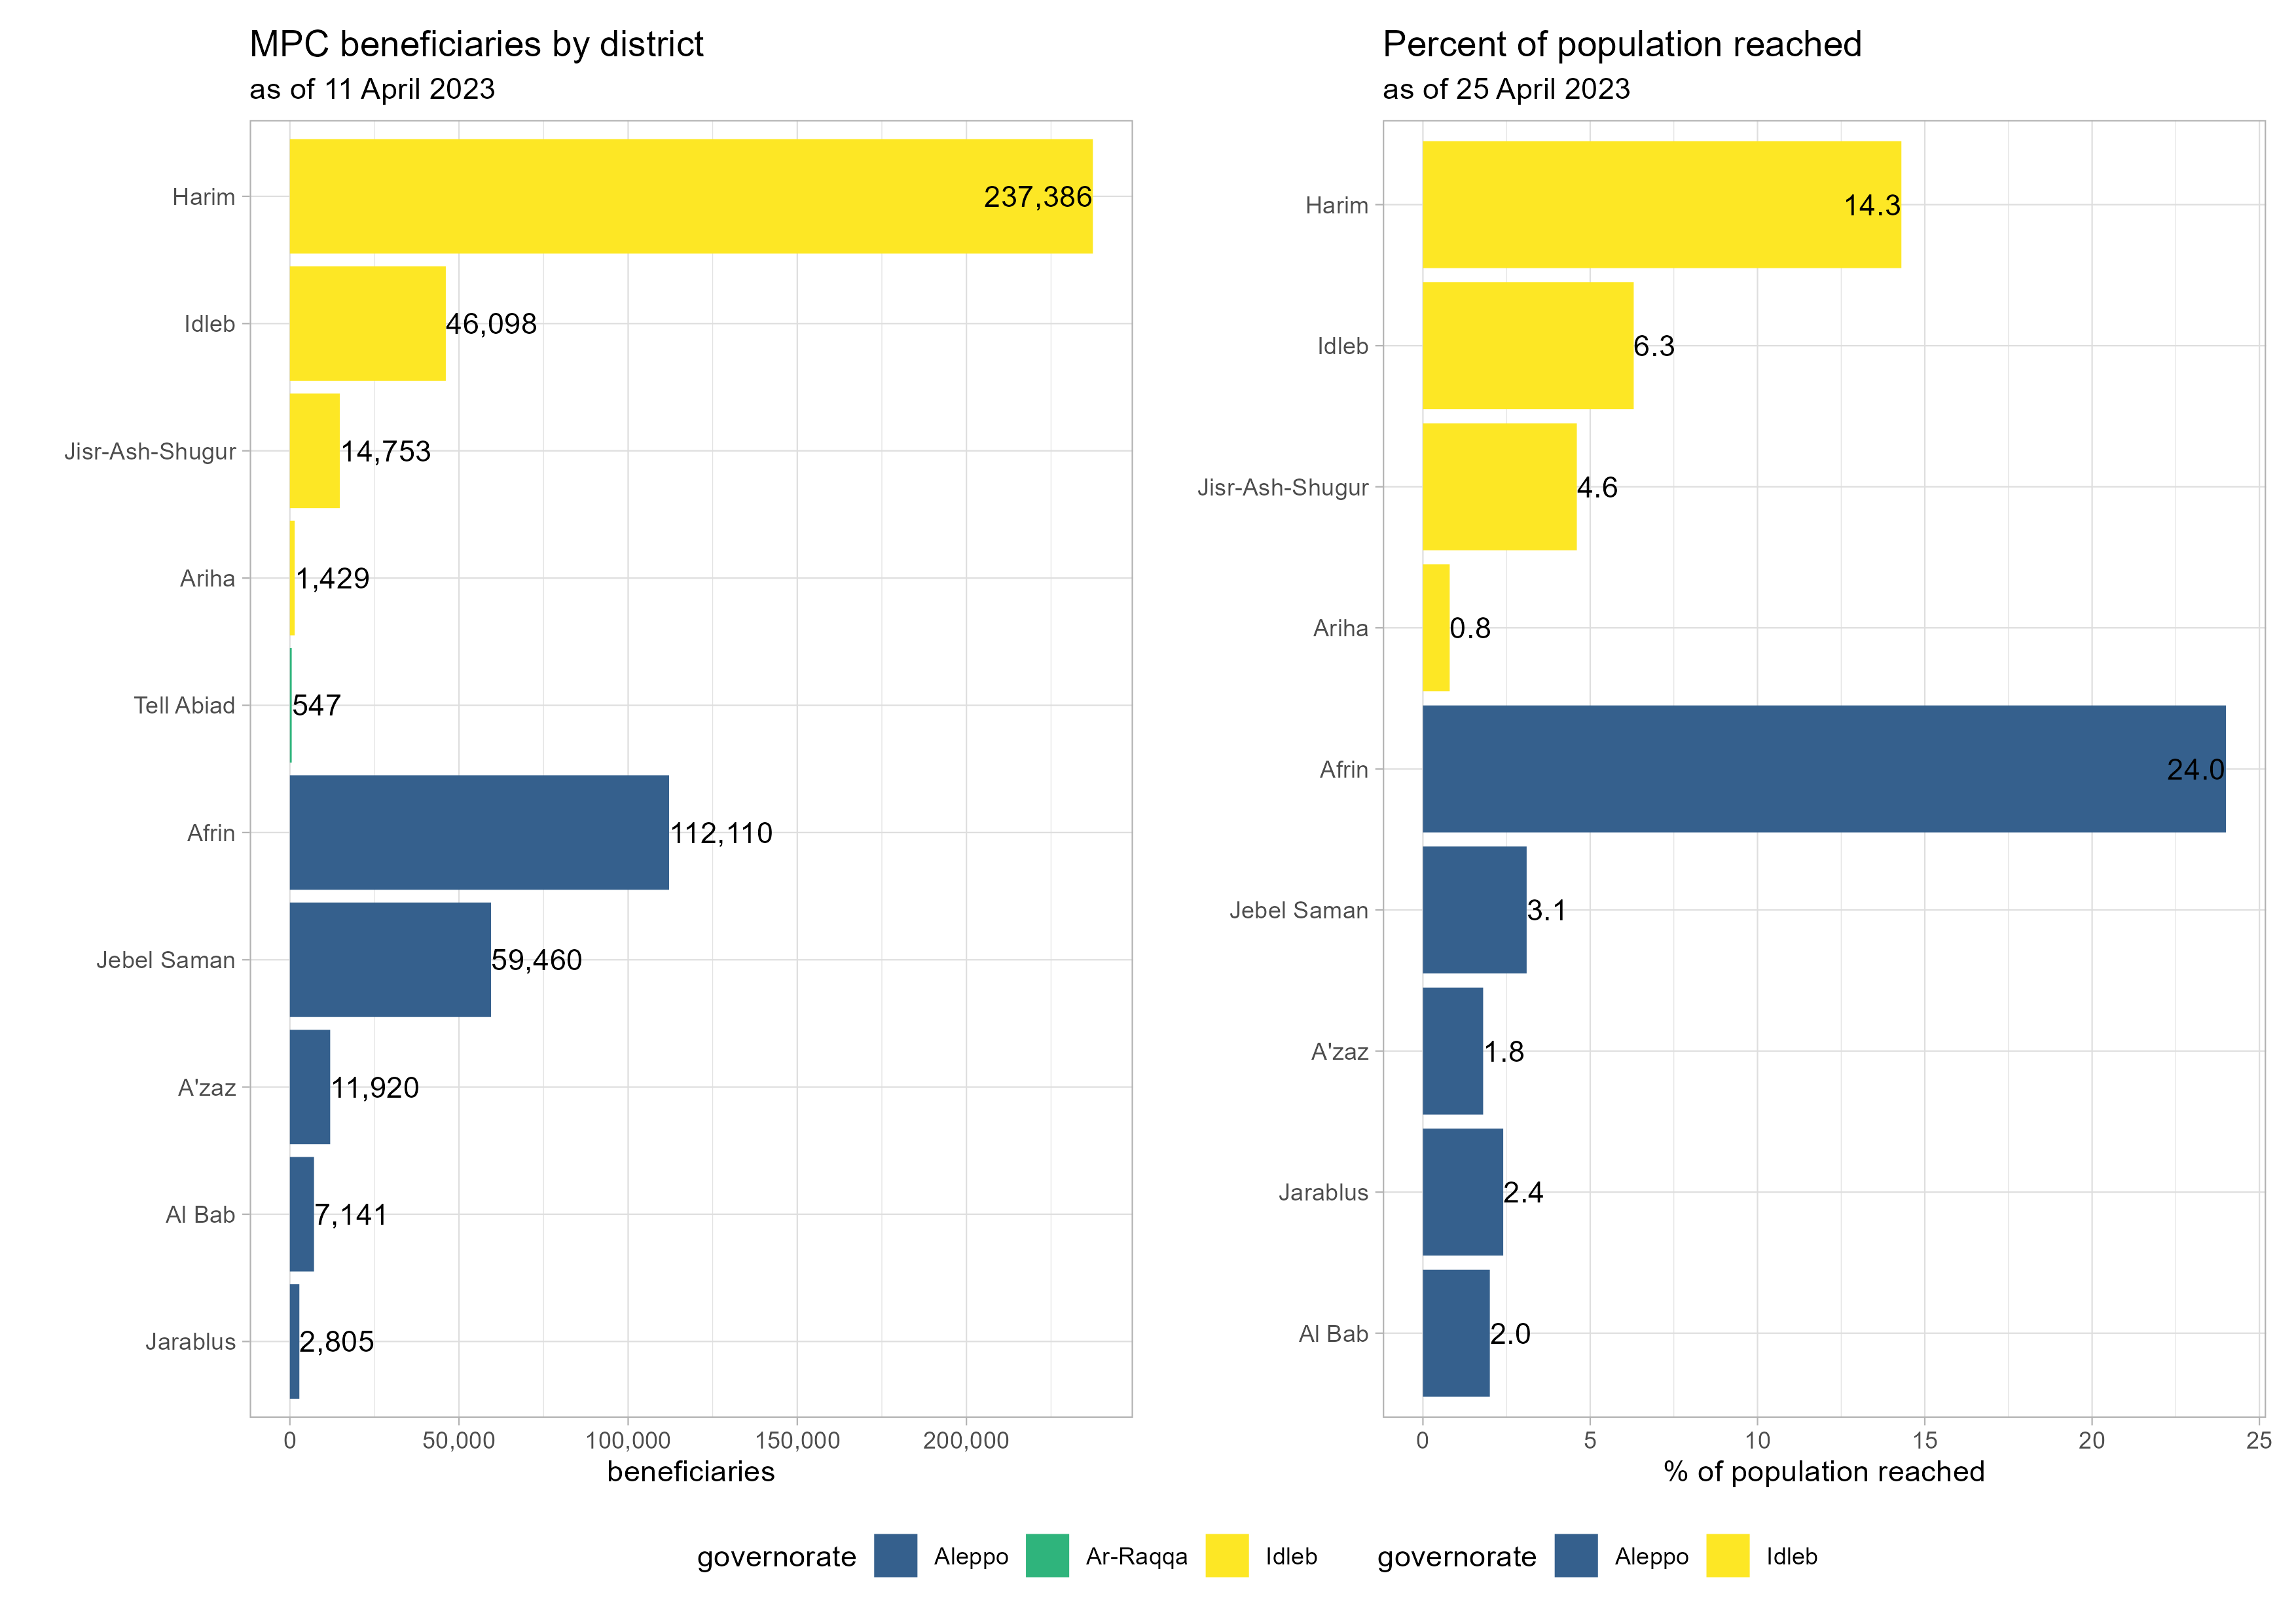 MPC beneficiaries by district
as of 11 April 2023
Harim
237,386
Idleb
46,098
Jisr-Ash-Shugur
14,753
Ariha
1,429
Tell Abiad
547
Afrin
112,110
Jebel Saman
59,460
A'zaz
11,920
Al Bab
7,141
Jarablus
2,805
0 50,000 100,000 150,000 200,000
beneficiaries
Percent of population reached
as of 25 April 2023
Harim
14.3
Idleb
6.3
Jisr-Ash-Shugur
4.6
Ariha
0.8
Afrin
24.0
Jebel Saman
3.1
A'zaz
1.8
Jarablus
2.4
Al Bab
2.0
0 5 10 15 20 25
% of population reached
governorate Aleppo Ar-Raqqa Idleb
governorate Aleppo Idleb